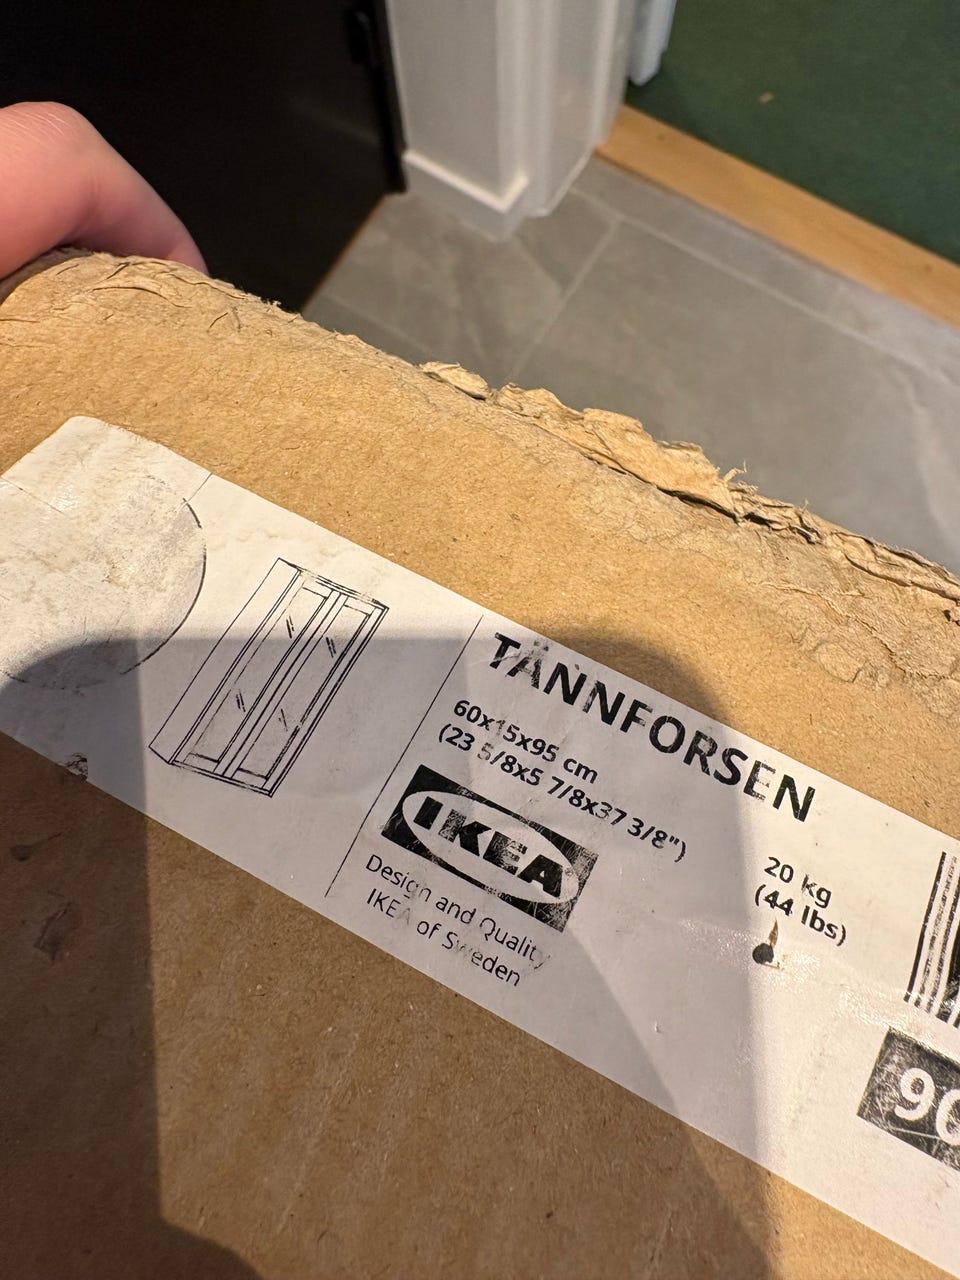 TÄNNFORSEN
60x15x95 cm
(23 5/8x5 7/8x37 3/8")
IKEA
Design and Quality
IKEA of Sweden
20 kg
(44 lbs)